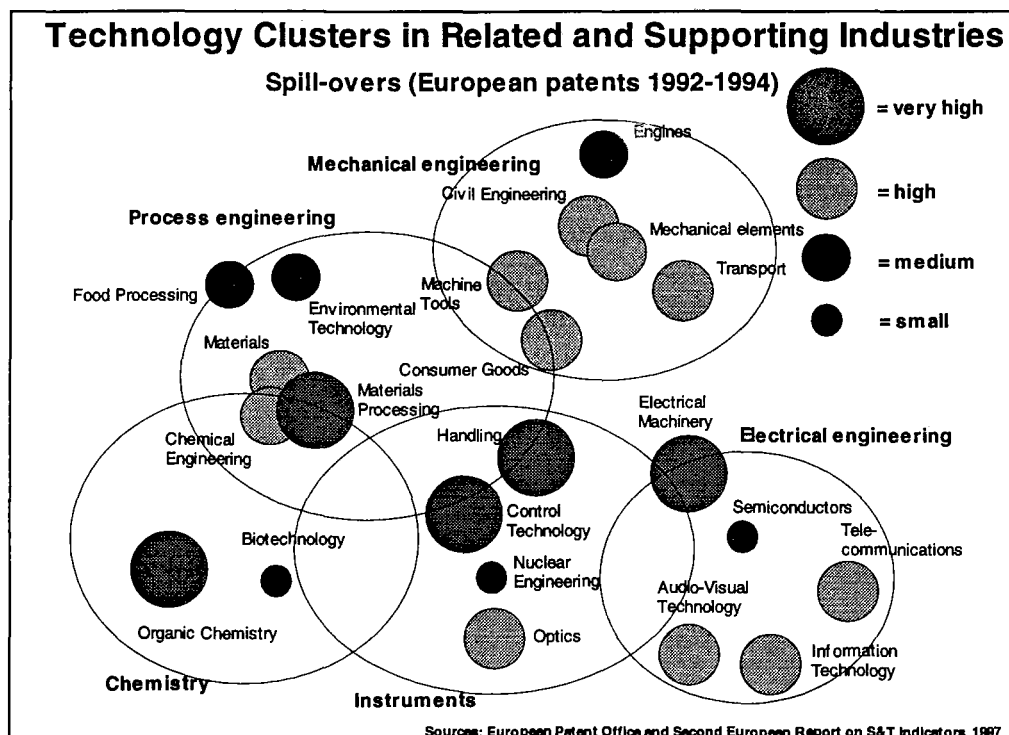 Technology Clusters in Related and Supporting Industries
Spill-overs (European patents 1992-1994)
= very high
= high
= medium
= small
Engines
Mechanical engineering
Civil Engineering
Mechanical elements
Transport
Machine
Tools
Consumer Goods
Process engineering
Food Processing
Environmental
Technology
Materials
Materials
Processing
Chemical
Engineering
Handling
Electrical
Machinery
Electrical engineering
Control
Technology
Semiconductors
Tele-
communications
Biotechnology
Nuclear
Engineering
Audio-Visual
Technology
Organic Chemistry
Optics
Information
Technology
Chemistry
Instruments
Sources: European Patent Office and Second European Report on S&T Indicators, 1997